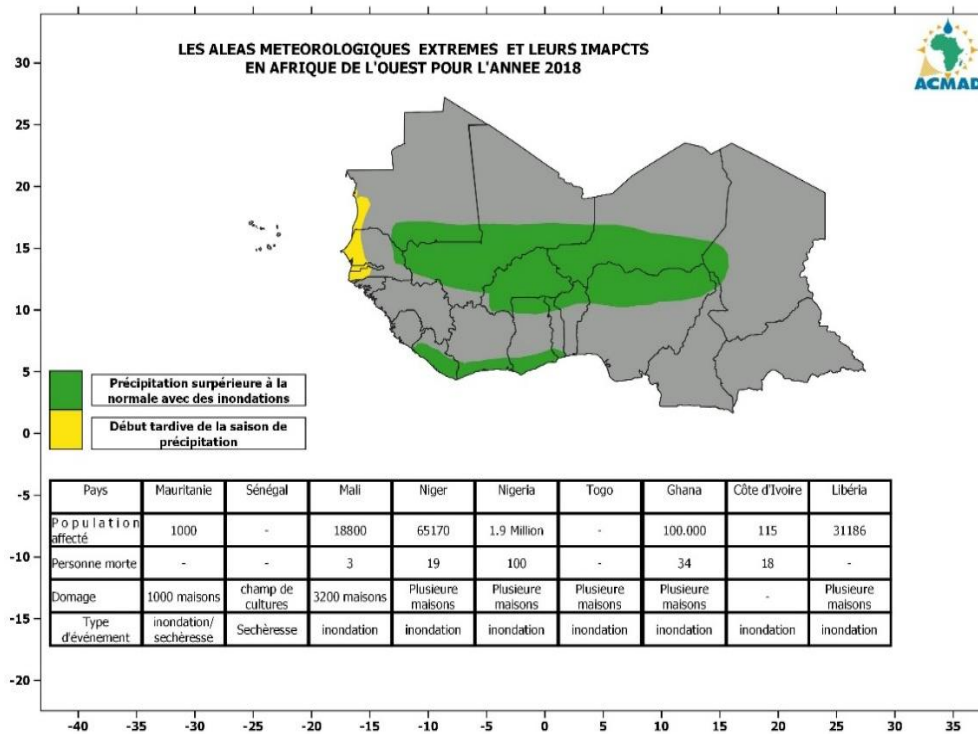 LES ALEAS METEOROLOGIQUES EXTREMES ET LEURS IMAPCTS
EN AFRIQUE DE L'OUEST POUR L'ANNEE 2018
ACMAD
30
25
20
15
10
5
0
-5
-10
-15
-20
Précipitation surpérieure à la
normale avec des inondations
Début tardive de la saison de
précipitation
Pays Mauritanie Sénégal Mali Niger Nigeria Togo Ghana Côte d'Ivoire Libéria
Population affecté 1000 - 18800 65170 1.9 Million - 100.000 115 31186
Personne morte - - 3 19 100 - 34 18 -
Domage 1000 maisons champ de cultures 3200 maisons Plusieure maisons Plusieure maisons Plusieure maisons Plusieure maisons - Plusieure maisons
Type d'événement inondation/ sechèresse Sechèresse inondation inondation inondation inondation inondation inondation inondation
-40 -35 -30 -25 -20 -15 -10 -5 0 5 10 15 20 25 30 35